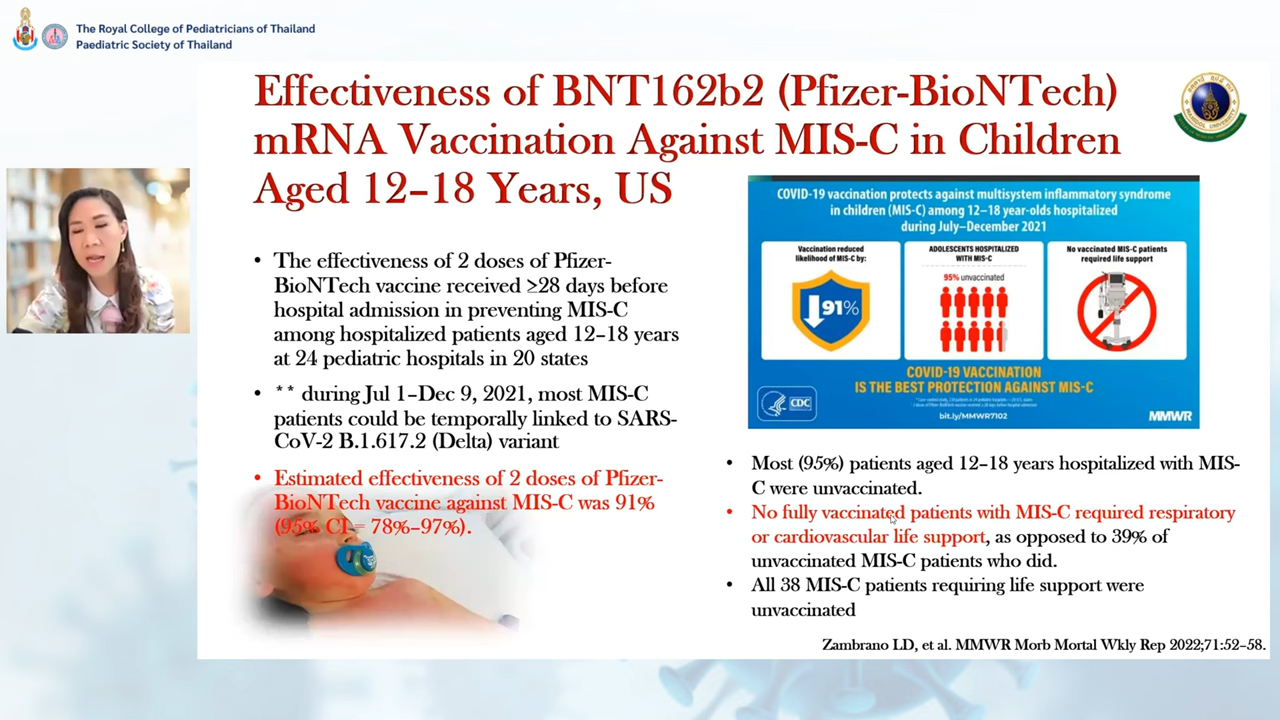 The Royal College of Pediatricians of Thailand
Paediatric Society of Thailand
Effectiveness of BNT162b2 (Pfizer-BioNTech)
mRNA Vaccination Against MIS-C in Children
Aged 12–18 Years, US
• The effectiveness of 2 doses of Pfizer-
BioNTech vaccine received ≥28 days before
hospital admission in preventing MIS-C
among hospitalized patients aged 12–18 years
at 24 pediatric hospitals in 20 states
• ** during Jul 1–Dec 9, 2021, most MIS-C
patients could be temporally linked to SARS-
CoV-2 B.1.617.2 (Delta) variant
• Estimated effectiveness of 2 doses of Pfizer-
BioNTech vaccine against MIS-C was 91%
(95% CI = 78%–97%).
COVID-19 vaccination protects against multisystem inflammatory syndrome
in children (MIS-C) among 12–18 year-olds hospitalized
during July–December 2021
Vaccination reduced
likelihood of MIS-C by:
91%
ADOLESCENTS HOSPITALIZED
WITH MIS-C
95% unvaccinated
No vaccinated MIS-C patients
required life support
COVID-19 VACCINATION
IS THE BEST PROTECTION AGAINST MIS-C
CDC
bit.ly/MMWR7102
MMWR
• Most (95%) patients aged 12–18 years hospitalized with MIS-
C were unvaccinated.
• No fully vaccinated patients with MIS-C required respiratory
or cardiovascular life support, as opposed to 39% of
unvaccinated MIS-C patients who did.
• All 38 MIS-C patients requiring life support were
unvaccinated
Zambrano LD, et al. MMWR Morb Mortal Wkly Rep 2022;71:52–58.